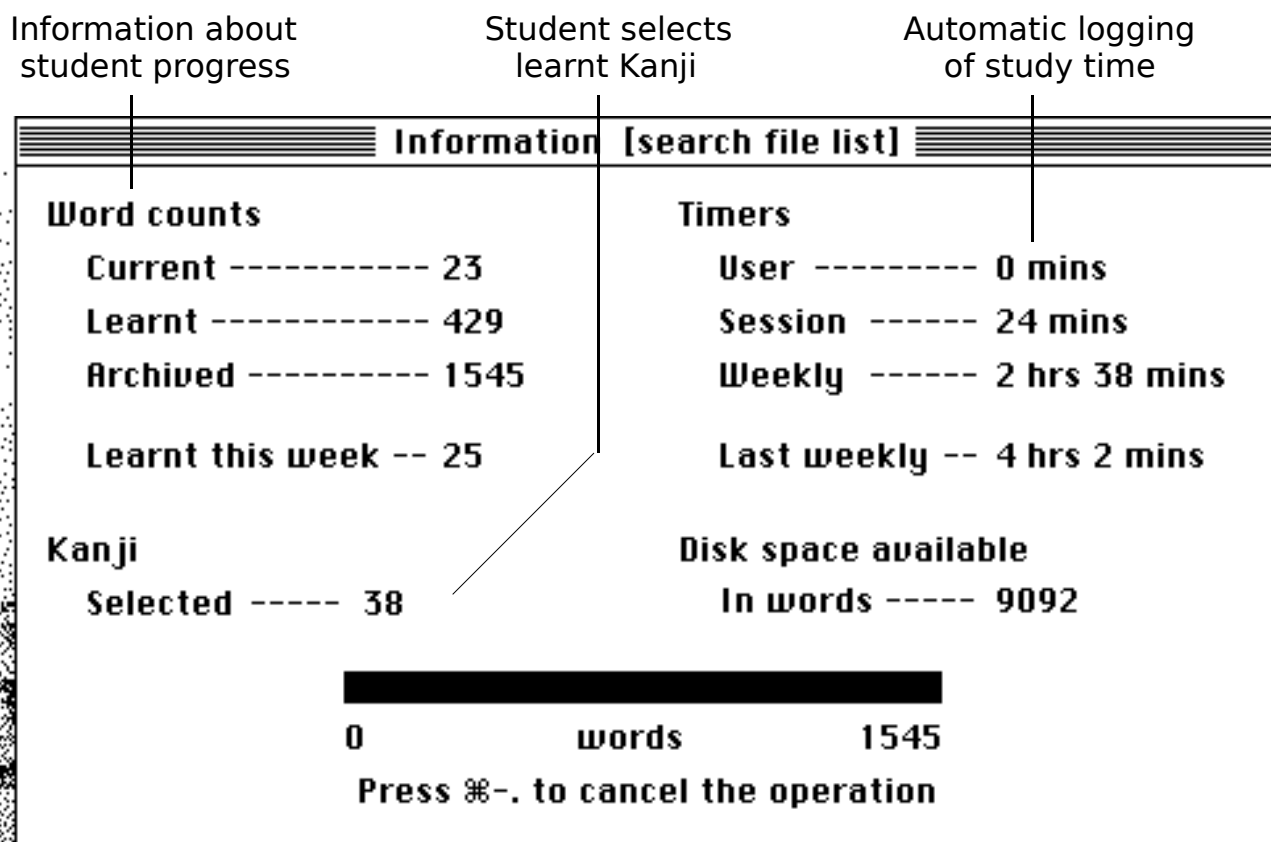 Information about
student progress
Student selects
learnt Kanji
Automatic logging
of study time
Information [search file list]
Word counts
Current ----------- 23
Learnt ------------ 429
Archived ---------- 1545
Learnt this week -- 25
Kanji
Selected ----- 38
Timers
User --------- 0 mins
Session ------ 24 mins
Weekly ------ 2 hrs 38 mins
Last weekly -- 4 hrs 2 mins
Disk space available
In words ----- 9092
0 words 1545
Press ⌘-. to cancel the operation